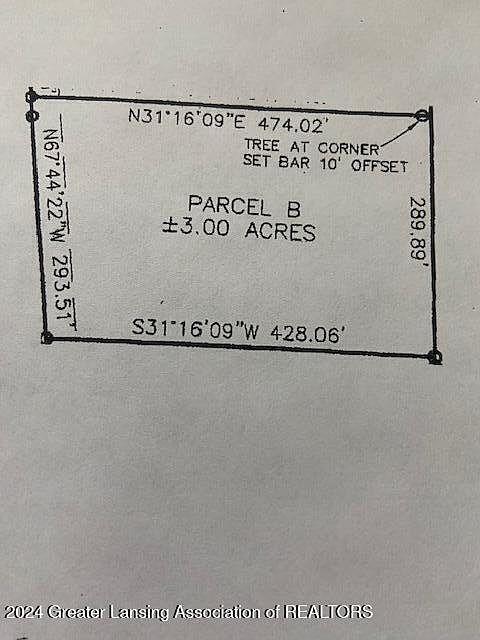 N31°16'09"E 474.02'
TREE AT CORNER
SET BAR 10' OFFSET
N67°44'22"W 293.51'
289.89'
PARCEL B
±3.00 ACRES
S31°16'09"W 428.06'
2024 Greater Lansing Association of REALTORS